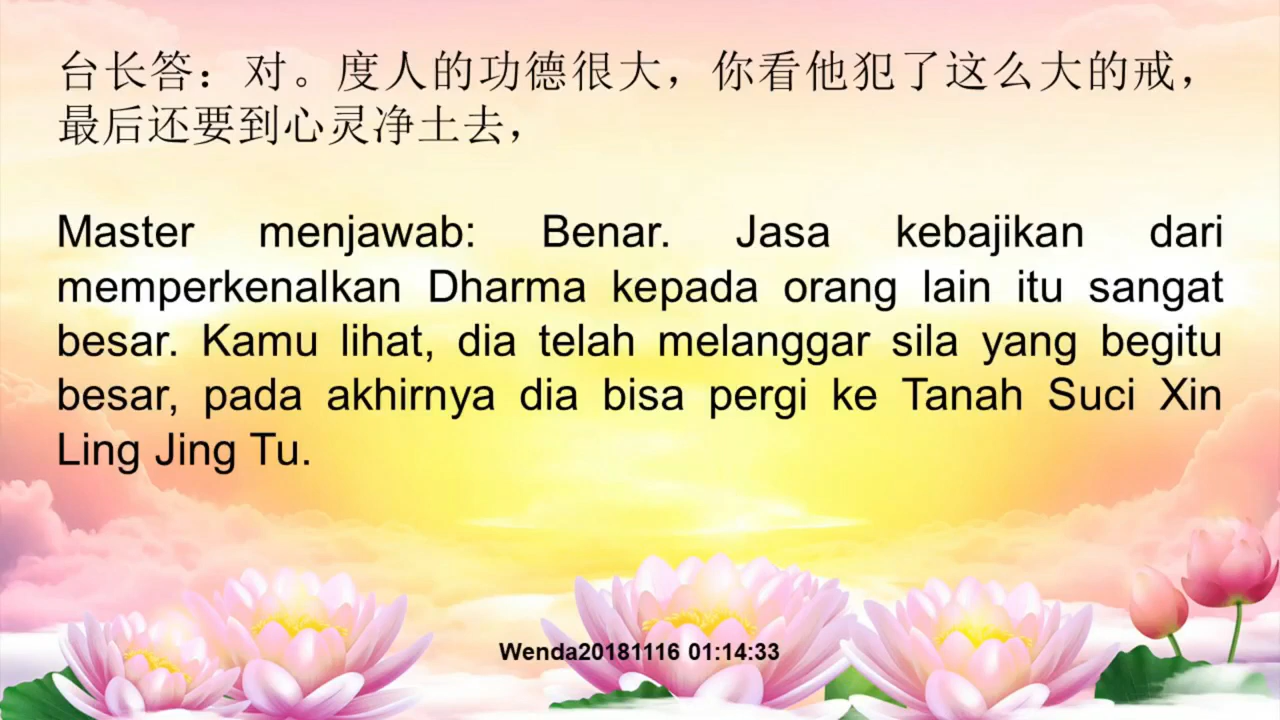 台长答：对。度人的功德很大，你看他犯了这么大的戒，
最后还要到心灵净土去，
Master menjawab: Benar. Jasa kebajikan dari
memperkenalkan Dharma kepada orang lain itu sangat
besar. Kamu lihat, dia telah melanggar sila yang begitu
besar, pada akhirnya dia bisa pergi ke Tanah Suci Xin
Ling Jing Tu.
Wenda20181116 01:14:33